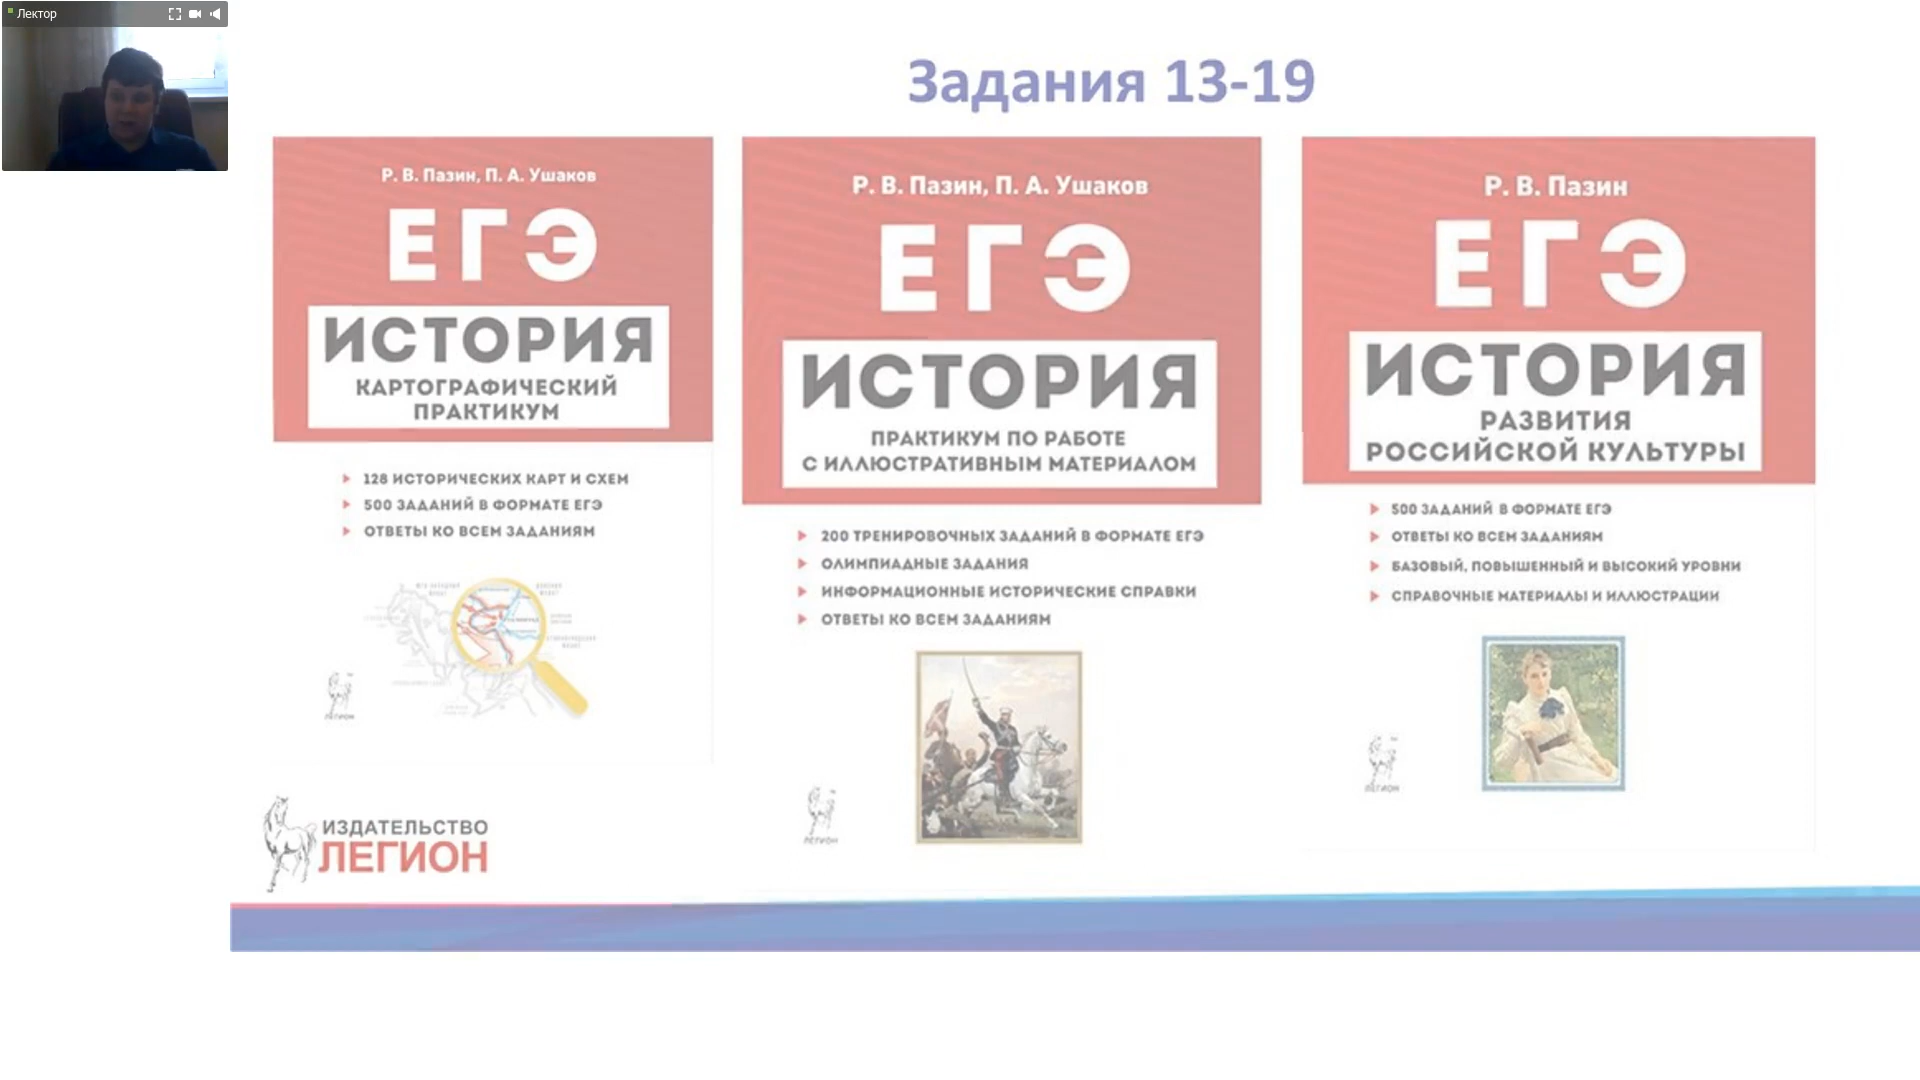 Лектор
Задания 13-19
Р. В. Пазин, П. А. Ушаков
ЕГЭ
ИСТОРИЯ
КАРТОГРАФИЧЕСКИЙ
ПРАКТИКУМ
128 ИСТОРИЧЕСКИХ КАРТ И СХЕМ
500 ЗАДАНИЙ В ФОРМАТЕ ЕГЭ
ОТВЕТЫ КО ВСЕМ ЗАДАНИЯМ
ЛЕГИОН
Р. В. Пазин, П. А. Ушаков
ЕГЭ
ИСТОРИЯ
ПРАКТИКУМ ПО РАБОТЕ
С ИЛЛЮСТРАТИВНЫМ МАТЕРИАЛОМ
200 ТРЕНИРОВОЧНЫХ ЗАДАНИЙ В ФОРМАТЕ ЕГЭ
ОЛИМПИАДНЫЕ ЗАДАНИЯ
ИНФОРМАЦИОННЫЕ ИСТОРИЧЕСКИЕ СПРАВКИ
ОТВЕТЫ КО ВСЕМ ЗАДАНИЯМ
ЛЕГИОН
Р. В. Пазин
ЕГЭ
ИСТОРИЯ
РАЗВИТИЯ
РОССИЙСКОЙ КУЛЬТУРЫ
500 ЗАДАНИЙ В ФОРМАТЕ ЕГЭ
ОТВЕТЫ КО ВСЕМ ЗАДАНИЯМ
БАЗОВЫЙ, ПОВЫШЕННЫЙ И ВЫСОКИЙ УРОВНИ
СПРАВОЧНЫЕ МАТЕРИАЛЫ И ИЛЛЮСТРАЦИИ
ЛЕГИОН
ИЗДАТЕЛЬСТВО
ЛЕГИОН